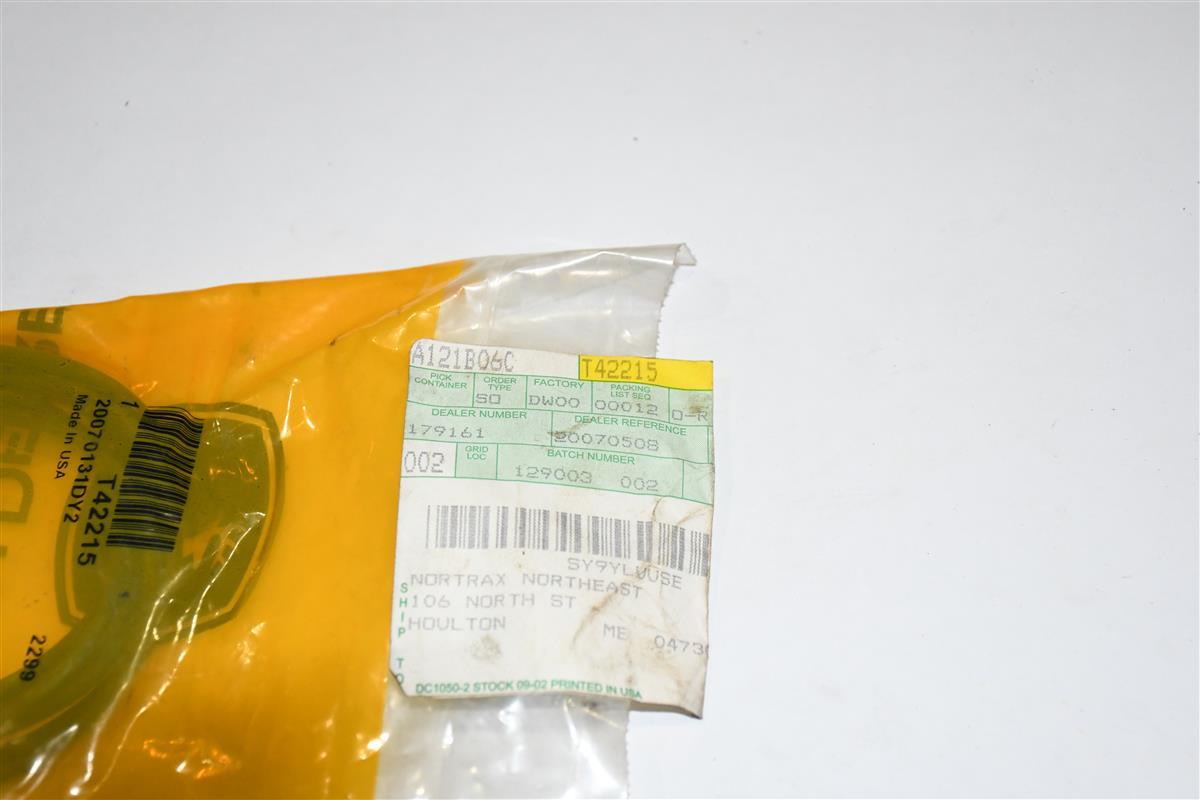 A121B06C T42215
PICK CONTAINER ORDER TYPE FACTORY PACKING LIST SEQ
SO DW00 00012 O-R
DEALER NUMBER DEALER REFERENCE
179161 20070508
002 GRID LOC BATCH NUMBER
129003 002
NORTRAX NORTHEAST
106 NORTH ST
HOULTON ME
SHIP TO
DC1050-2 STOCK 09-02 PRINTED IN USA
1 T42215
20070131DY2
Made in USA
2299